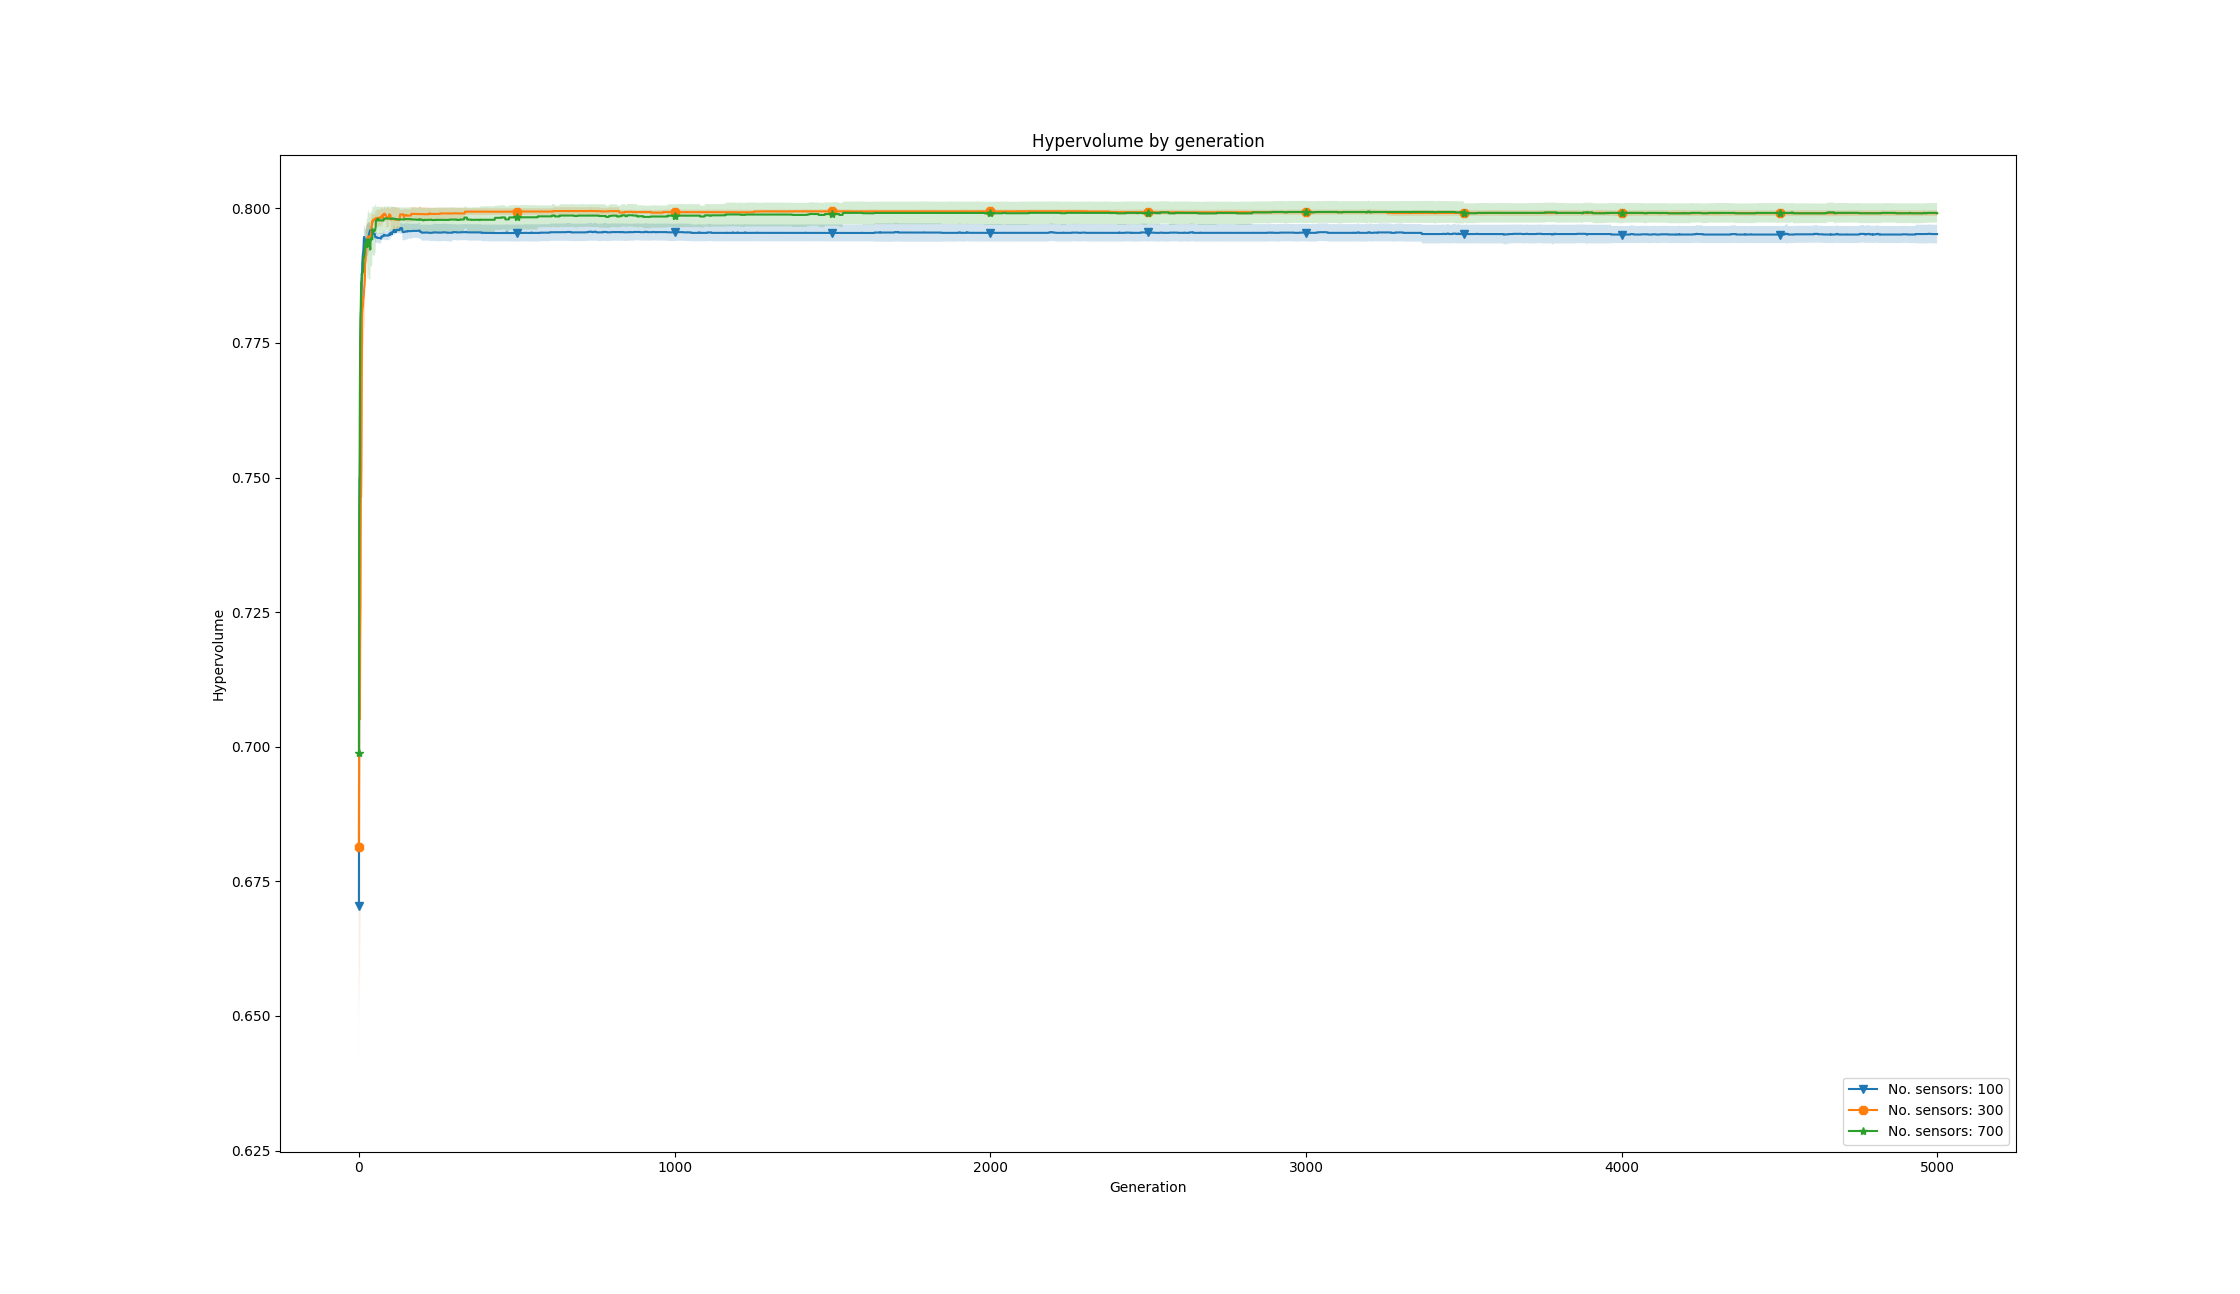 Hypervolume by generation
0.800
0.775
0.750
0.725
0.700
0.675
0.650
0.625
Hypervolume
0 1000 2000 3000 4000 5000
Generation
No. sensors: 100
No. sensors: 300
No. sensors: 700